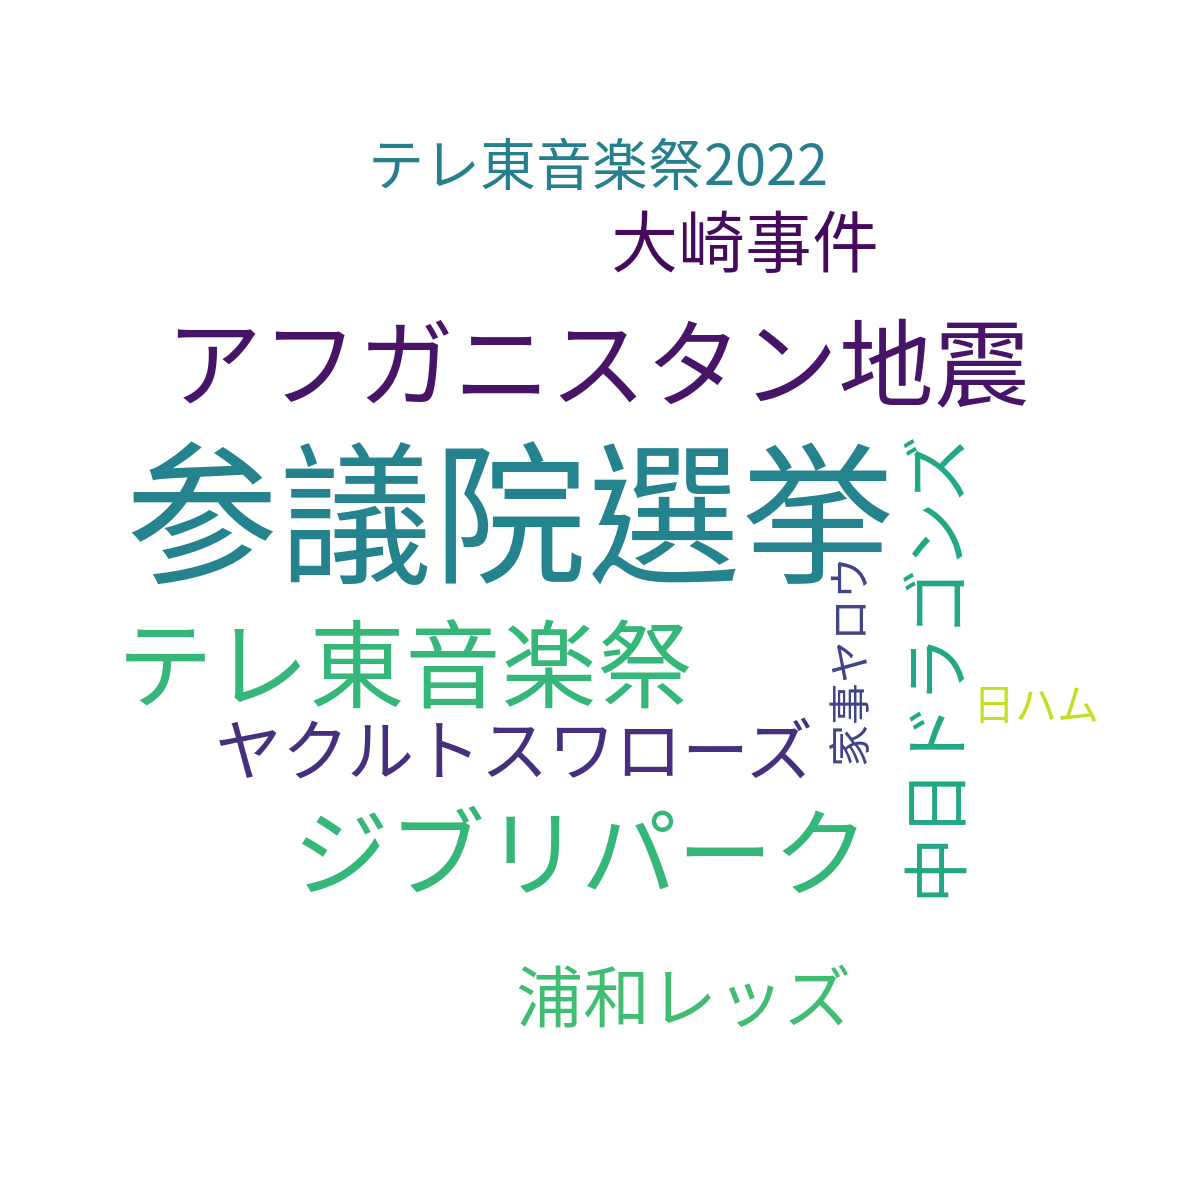 テレ東音楽祭2022
大崎事件
アフガニスタン地震
参議院選挙
中日ドラゴンズ
家事ヤロウ
テレ東音楽祭
日ハム
ヤクルトスワローズ
ジブリパーク
浦和レッズ